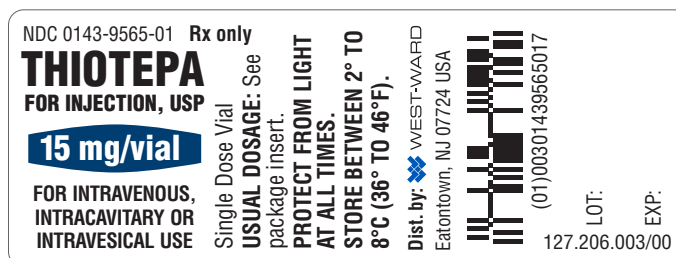 NDC 0143-9565-01 Rx only
THIOTEPA
FOR INJECTION, USP
15 mg/vial
FOR INTRAVENOUS,
INTRACAVITARY OR
INTRAVESICAL USE
Single Dose Vial
USUAL DOSAGE: See
package insert.
PROTECT FROM LIGHT
AT ALL TIMES.
STORE BETWEEN 2° TO
8°C (36° TO 46°F).
Dist. by: WEST-WARD
Eatontown, NJ 07724 USA
(01)00301439565017
LOT:
EXP:
127.206.003/00